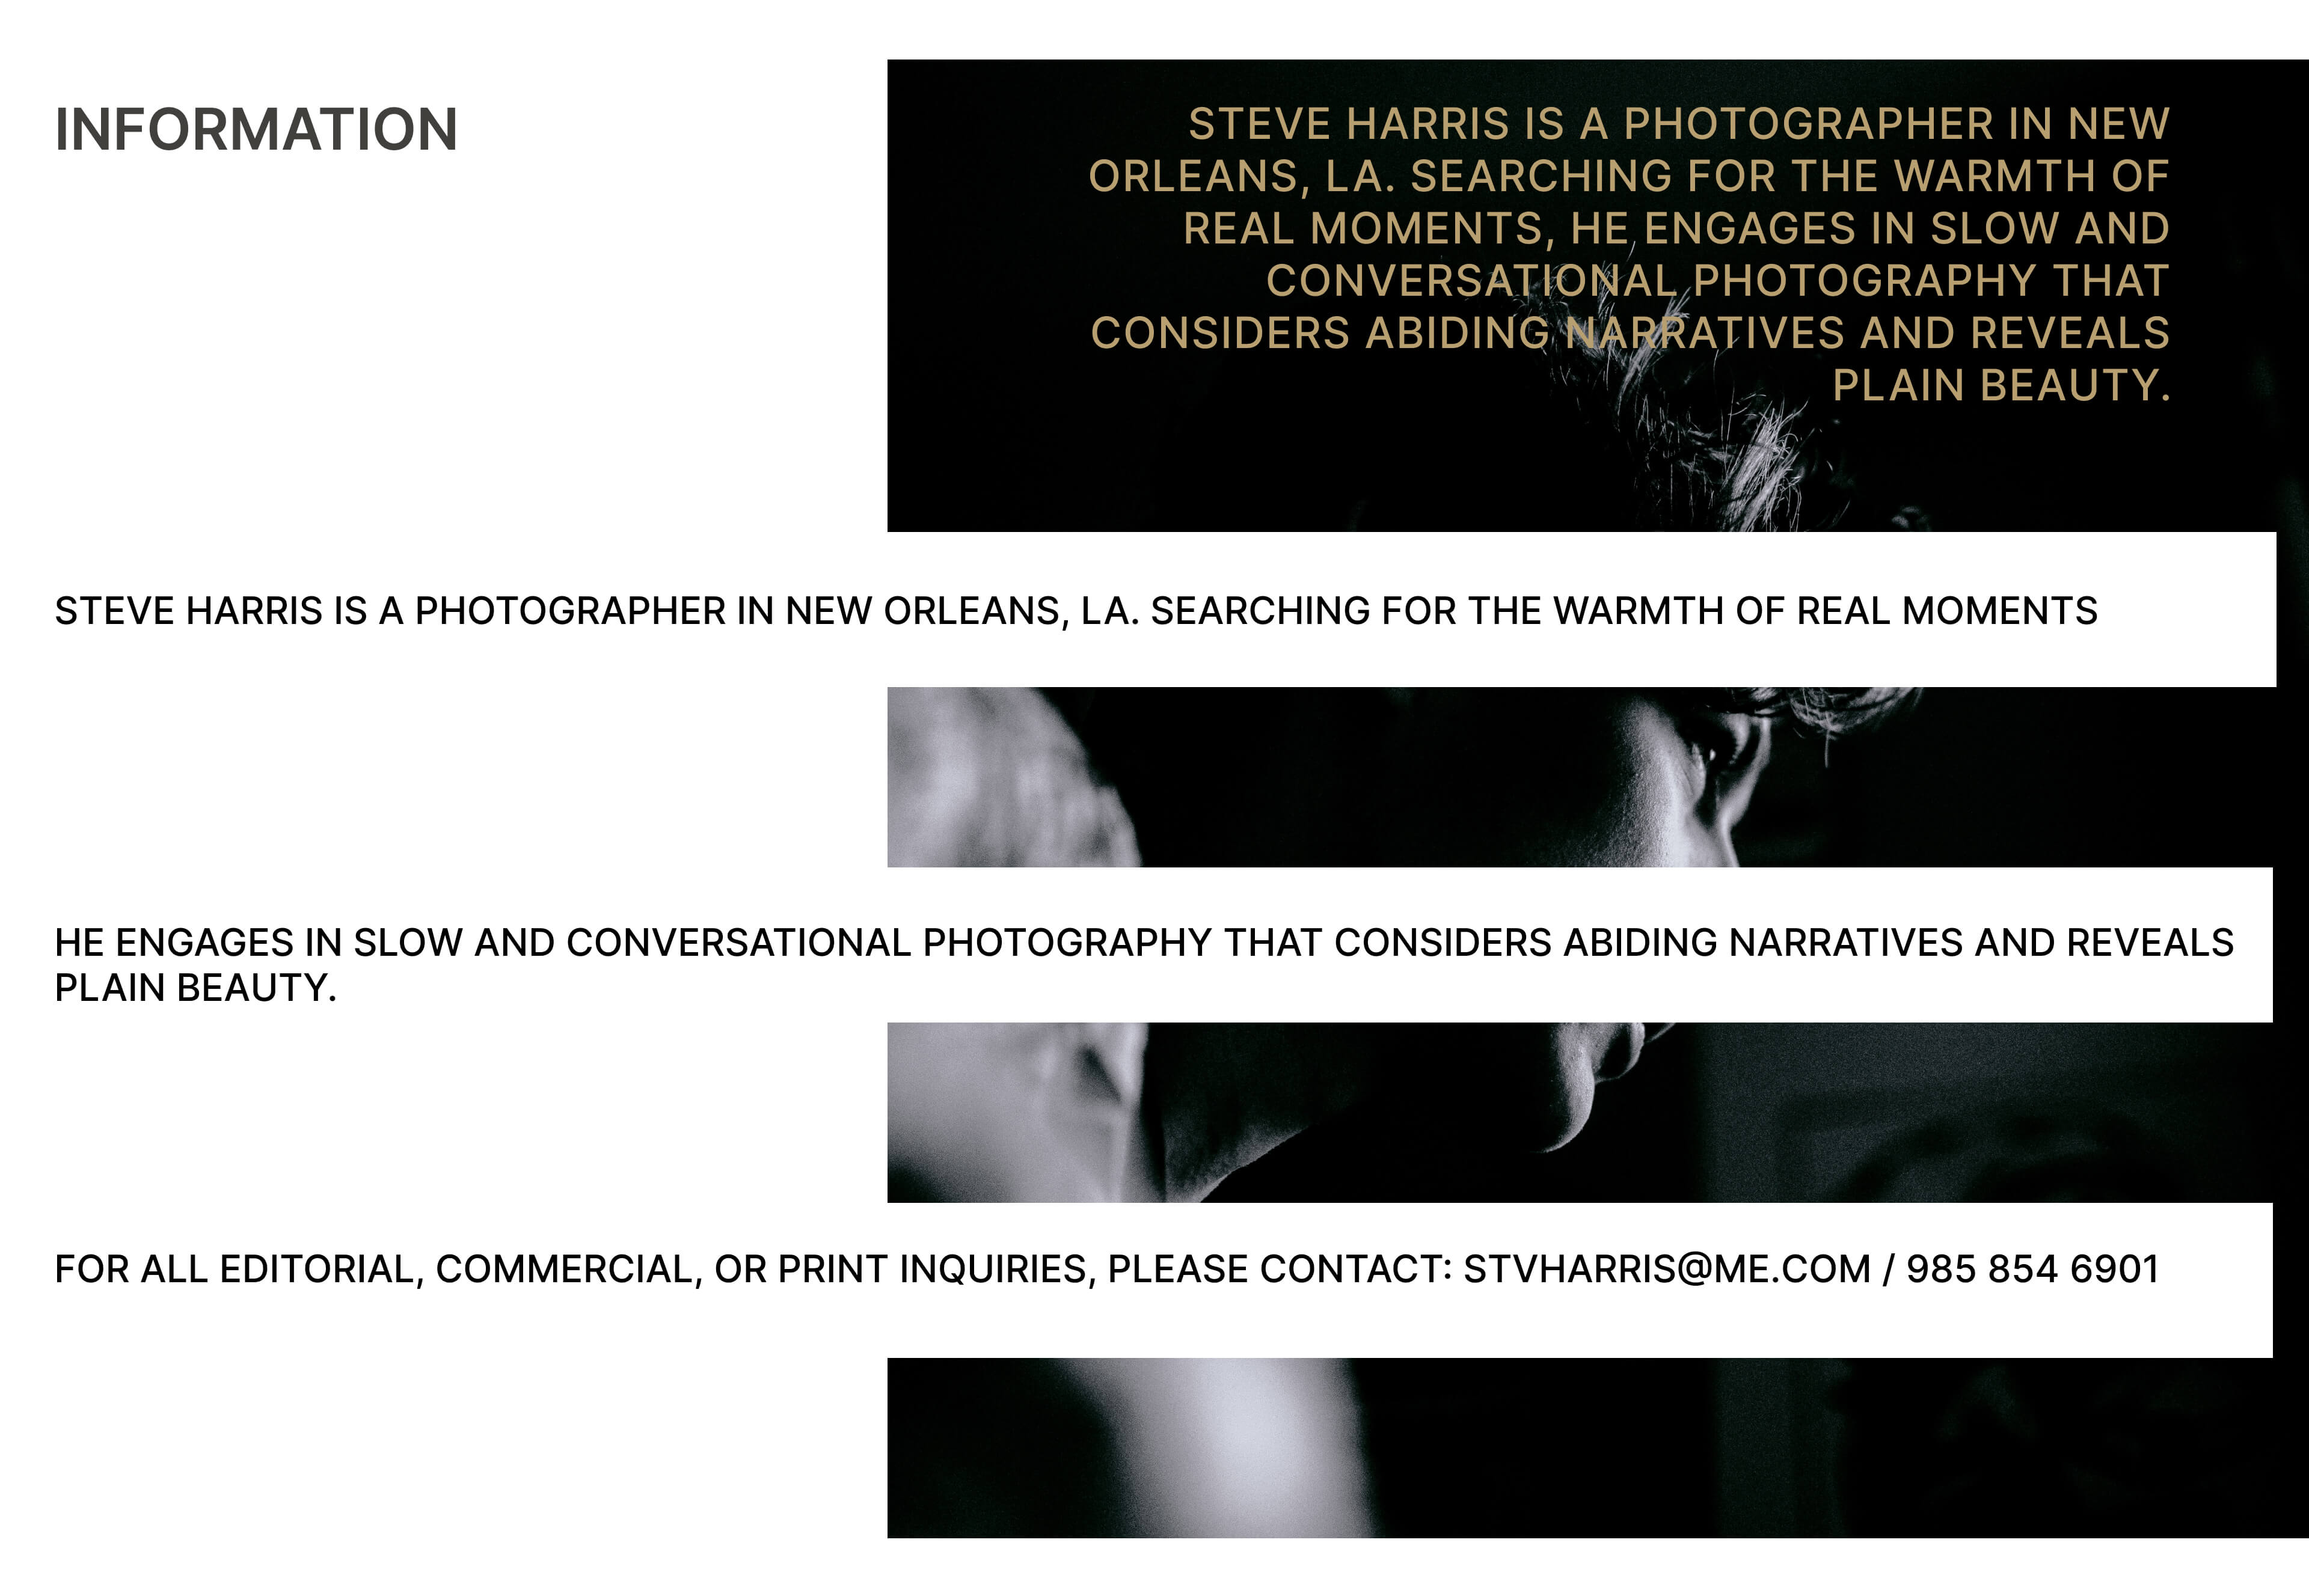 INFORMATION
STEVE HARRIS IS A PHOTOGRAPHER IN NEW
ORLEANS, LA. SEARCHING FOR THE WARMTH OF
REAL MOMENTS, HE ENGAGES IN SLOW AND
CONVERSATIONAL PHOTOGRAPHY THAT
CONSIDERS ABIDING NARRATIVES AND REVEALS
PLAIN BEAUTY.
STEVE HARRIS IS A PHOTOGRAPHER IN NEW ORLEANS, LA. SEARCHING FOR THE WARMTH OF REAL MOMENTS
HE ENGAGES IN SLOW AND CONVERSATIONAL PHOTOGRAPHY THAT CONSIDERS ABIDING NARRATIVES AND REVEALS
PLAIN BEAUTY.
FOR ALL EDITORIAL, COMMERCIAL, OR PRINT INQUIRIES, PLEASE CONTACT: STVHARRIS@ME.COM / 985 854 6901